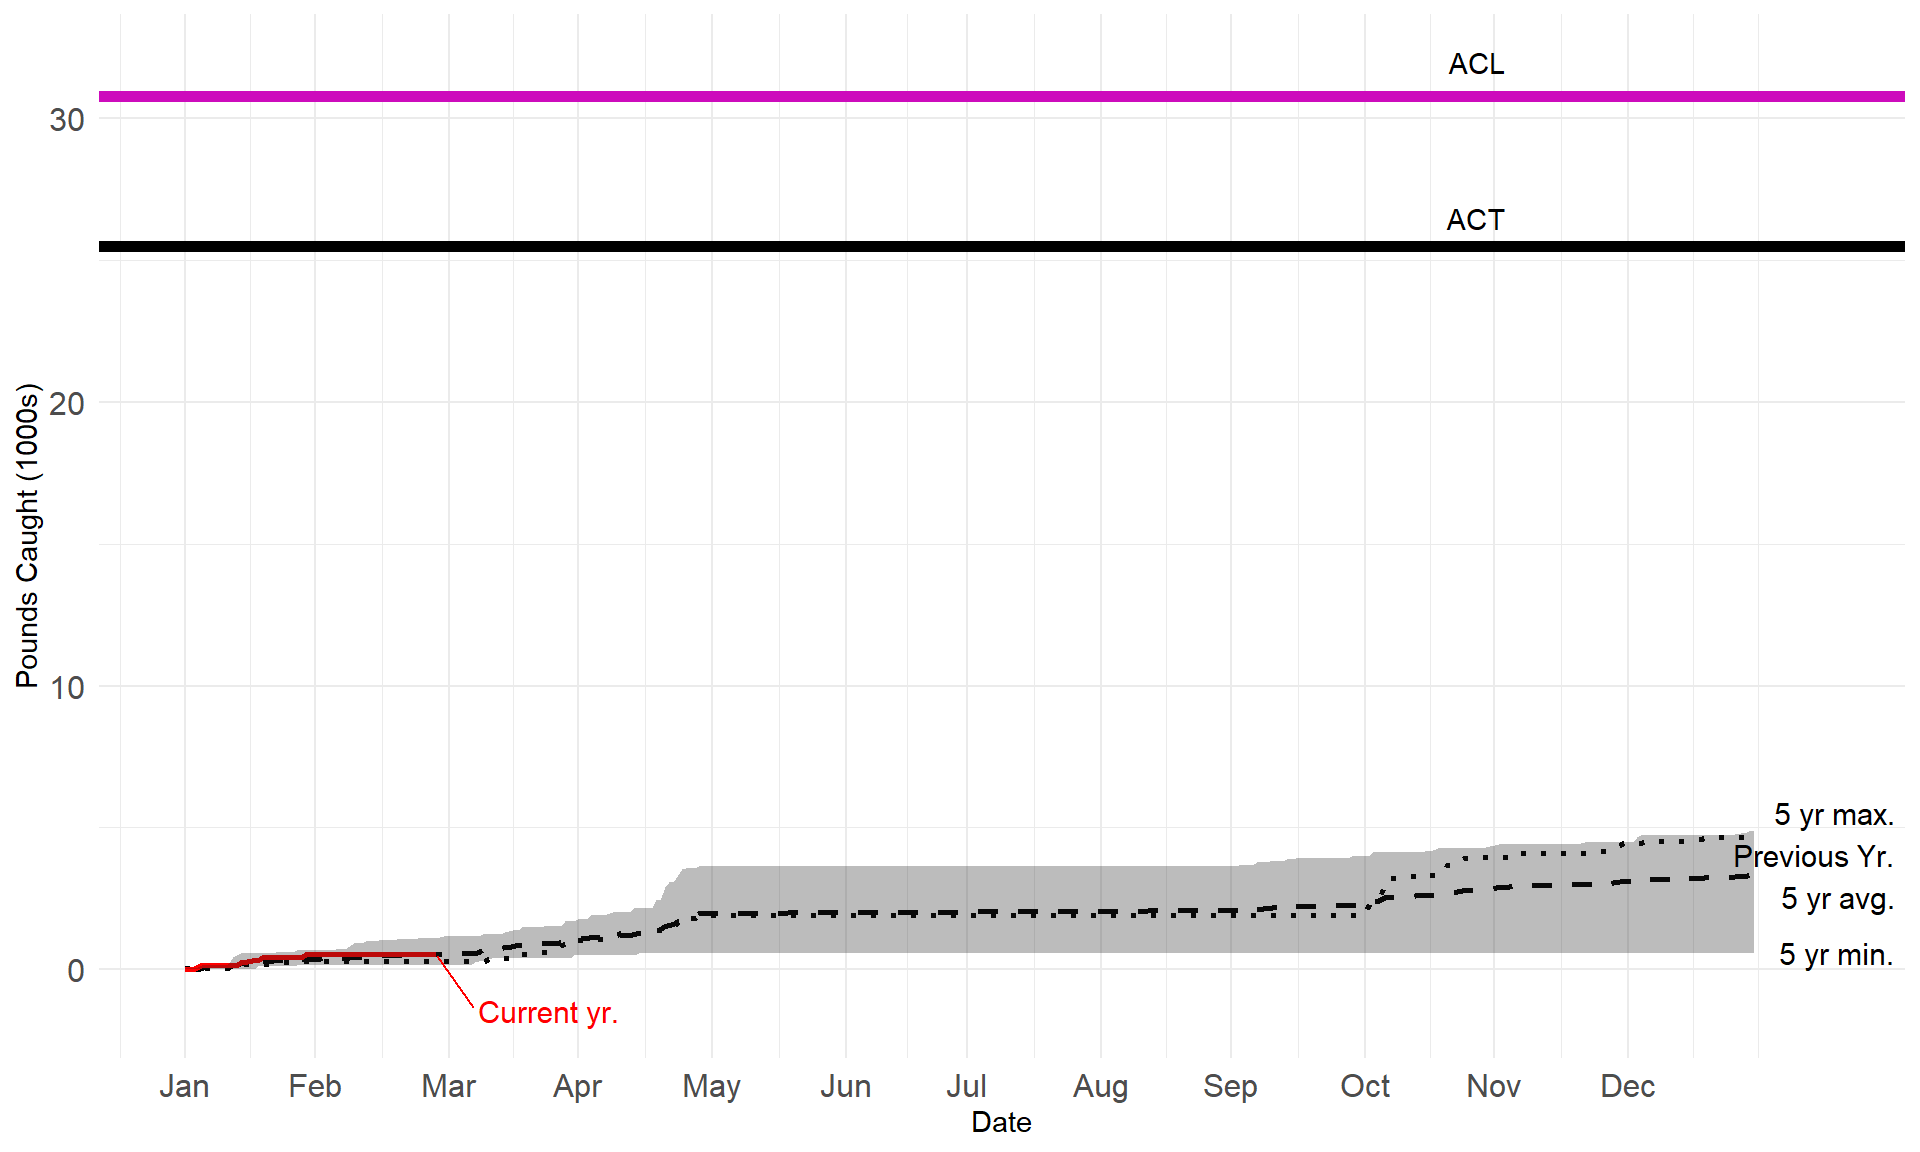 ACL
30
ACT
20
Pounds Caught (1000s)
10
5 yr max.
Previous Yr.
5 yr avg.
5 yr min.
0
Current yr.
Jan Feb Mar Apr May Jun Jul Aug Sep Oct Nov Dec
Date